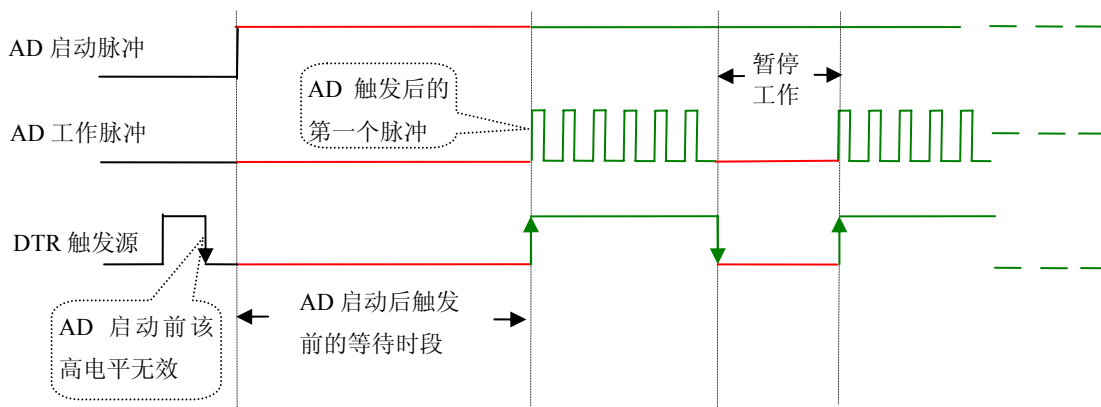 AD 启动脉冲
暂停
工作
AD 触发后的
第一个脉冲
AD 工作脉冲
DTR 触发源
AD 启动前该
高电平无效
AD 启动后触发
前的等待时段